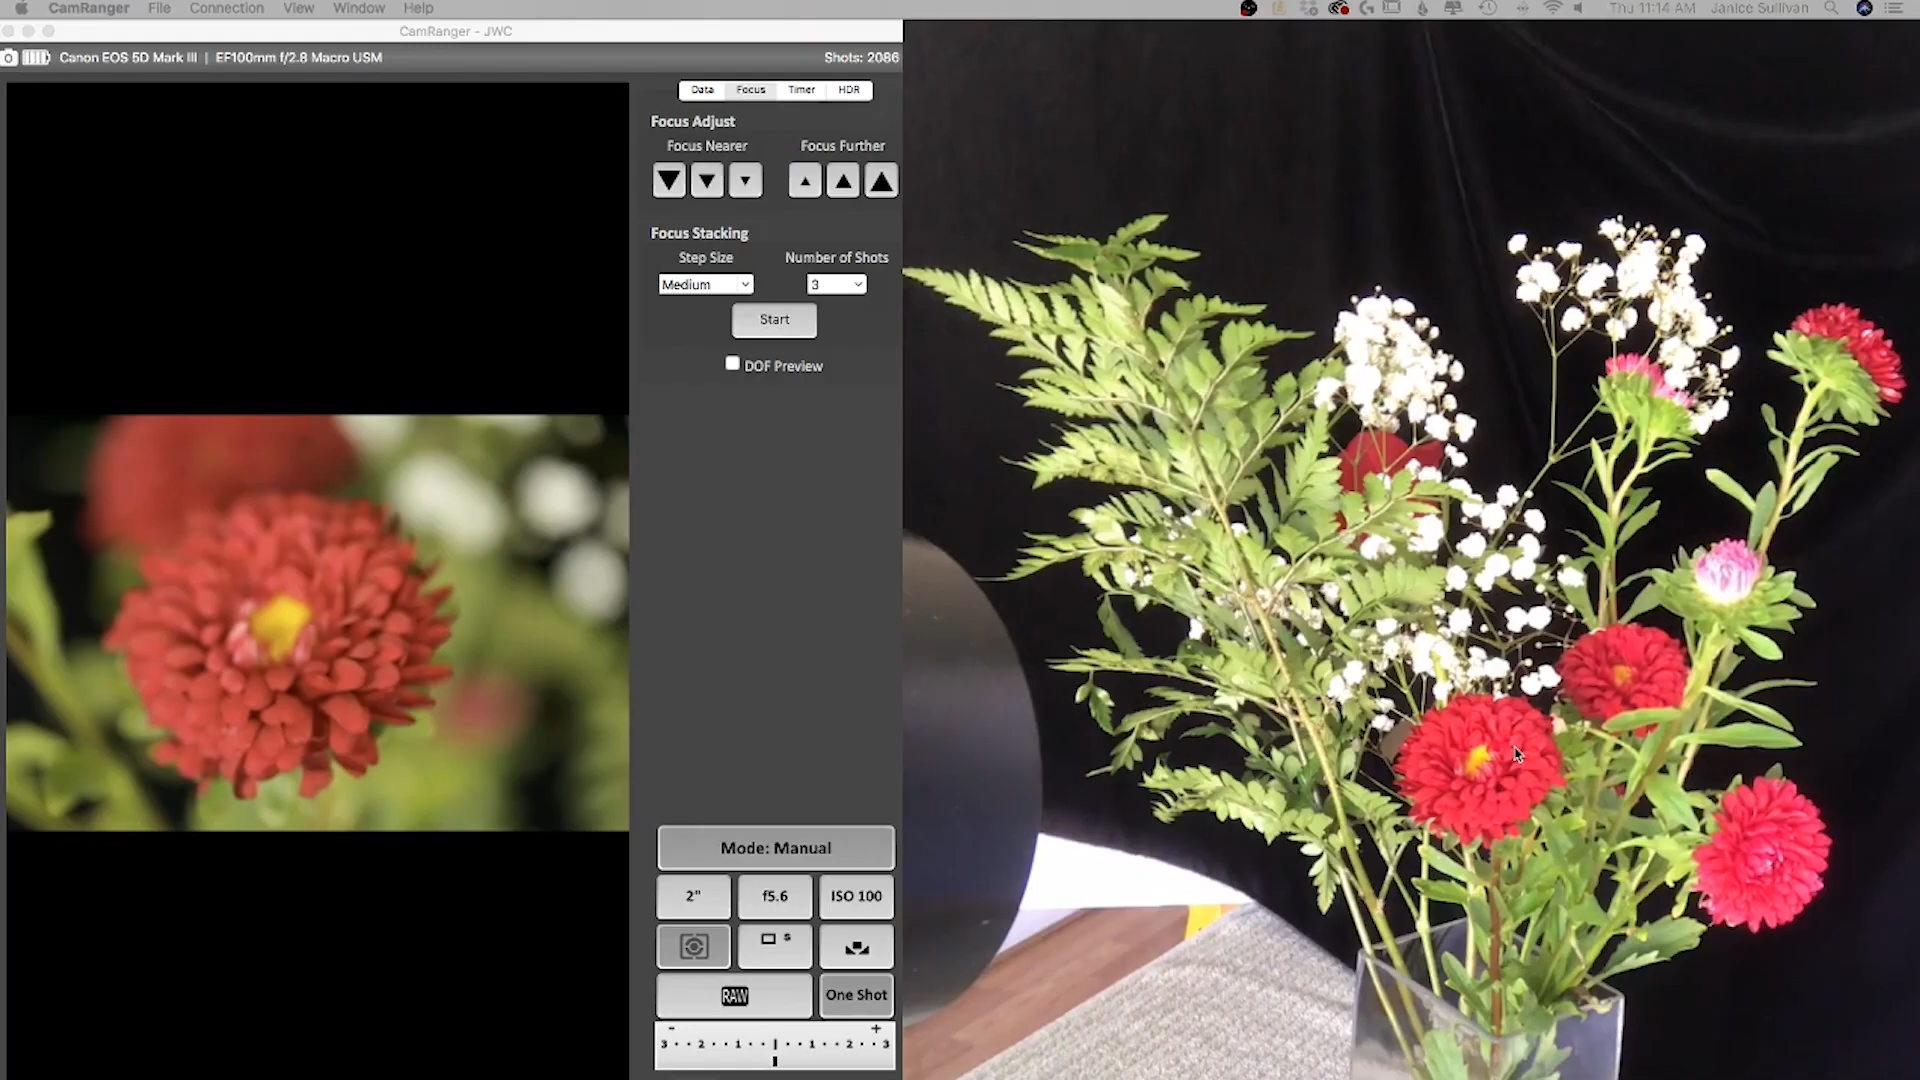 CamRanger File Connection View Window Help Thu 11:14 AM Janice Sullivan
CamRanger - JWC
Canon EOS 5D Mark III | EF100mm f/2.8 Macro USM Shots: 2086
Data Focus Timer HDR
Focus Adjust
Focus Nearer Focus Further
Focus Stacking
Step Size Number of Shots
Medium 3
Start
DOF Preview
Mode: Manual
2" f5.6 ISO 100
S
RAW One Shot
- +
3 . . 2 . . 1 . . | . . 1 . . 2 . . 3